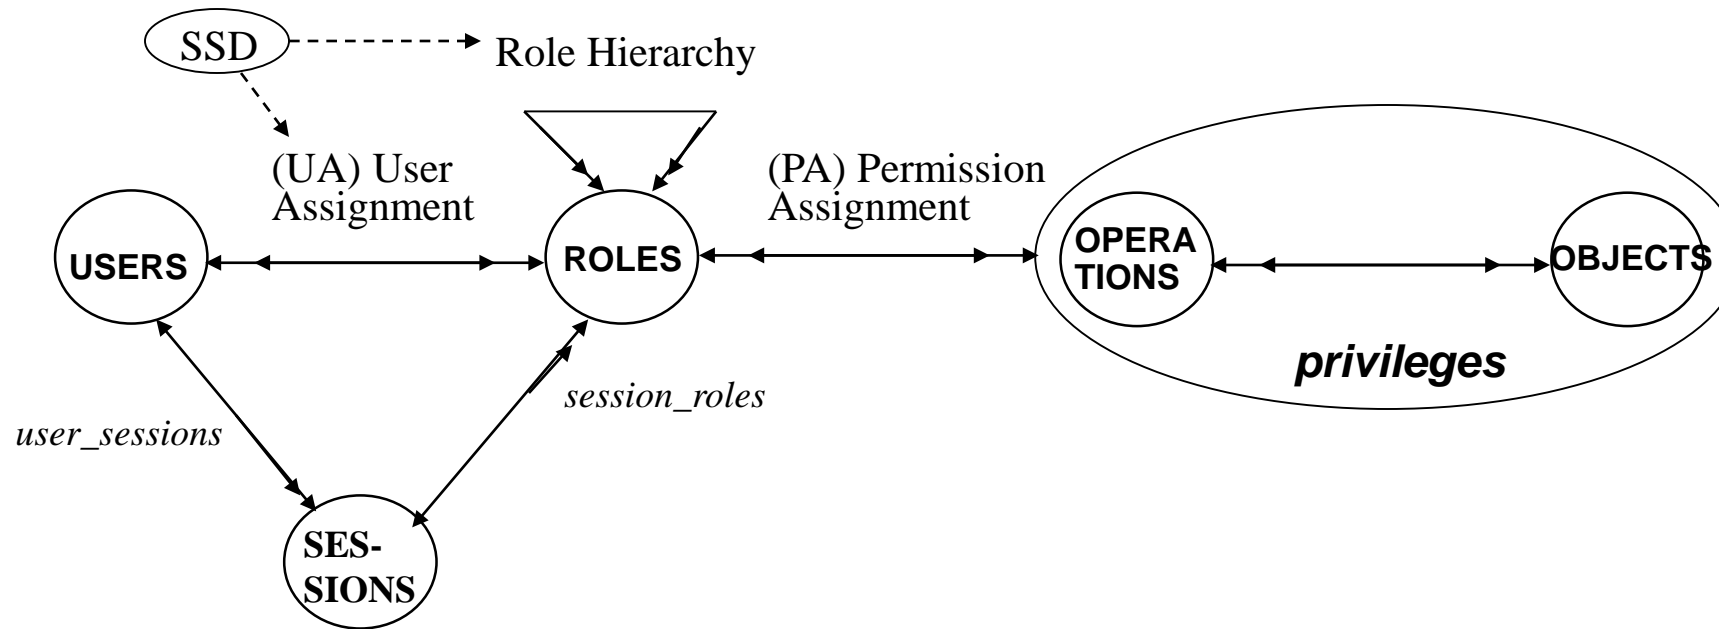 SSD
Role Hierarchy
(UA) User
Assignment
(PA) Permission
Assignment
USERS
ROLES
OPERA
TIONS
OBJECTS
privileges
user_sessions
session_roles
SES-
SIONS